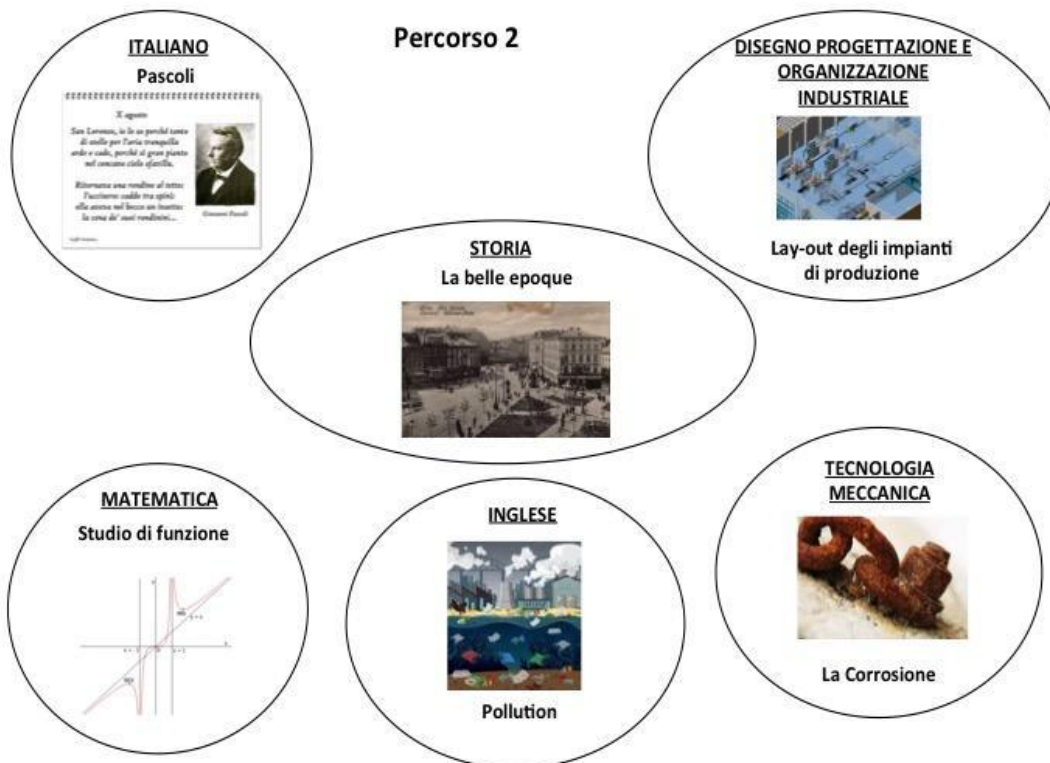 Percorso 2
ITALIANO
Pascoli
X agosto
San Lorenzo, io lo so perché tanto
di stelle per l'aria tranquilla
arde e cade, perché sì gran pianto
nel concavo cielo sfavilla.
Ritornava una rondine al tetto:
l'uccisero: cadde tra spini:
ella aveva nel becco un insetto:
la cena de' suoi rondinini...
Giovanni Pascoli
DISEGNO PROGETTAZIONE E
ORGANIZZAZIONE
INDUSTRIALE
Lay-out degli impianti
di produzione
STORIA
La belle epoque
MATEMATICA
Studio di funzione
INGLESE
Pollution
TECNOLOGIA
MECCANICA
La Corrosione